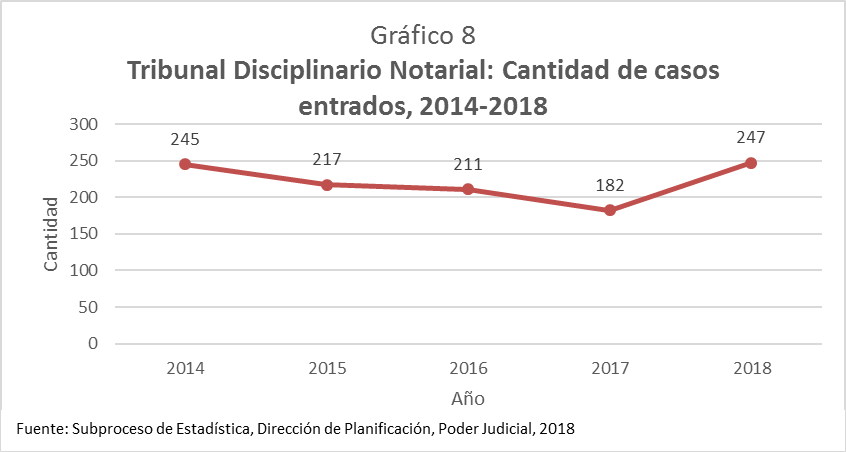 Gráfico 8
Tribunal Disciplinario Notarial: Cantidad de casos
entrados, 2014-2018
300
250
200
150
100
50
0
Cantidad
245
217
211
182
247
2014
2015
2016
2017
2018
Año
Fuente: Subproceso de Estadística, Dirección de Planificación, Poder Judicial, 2018